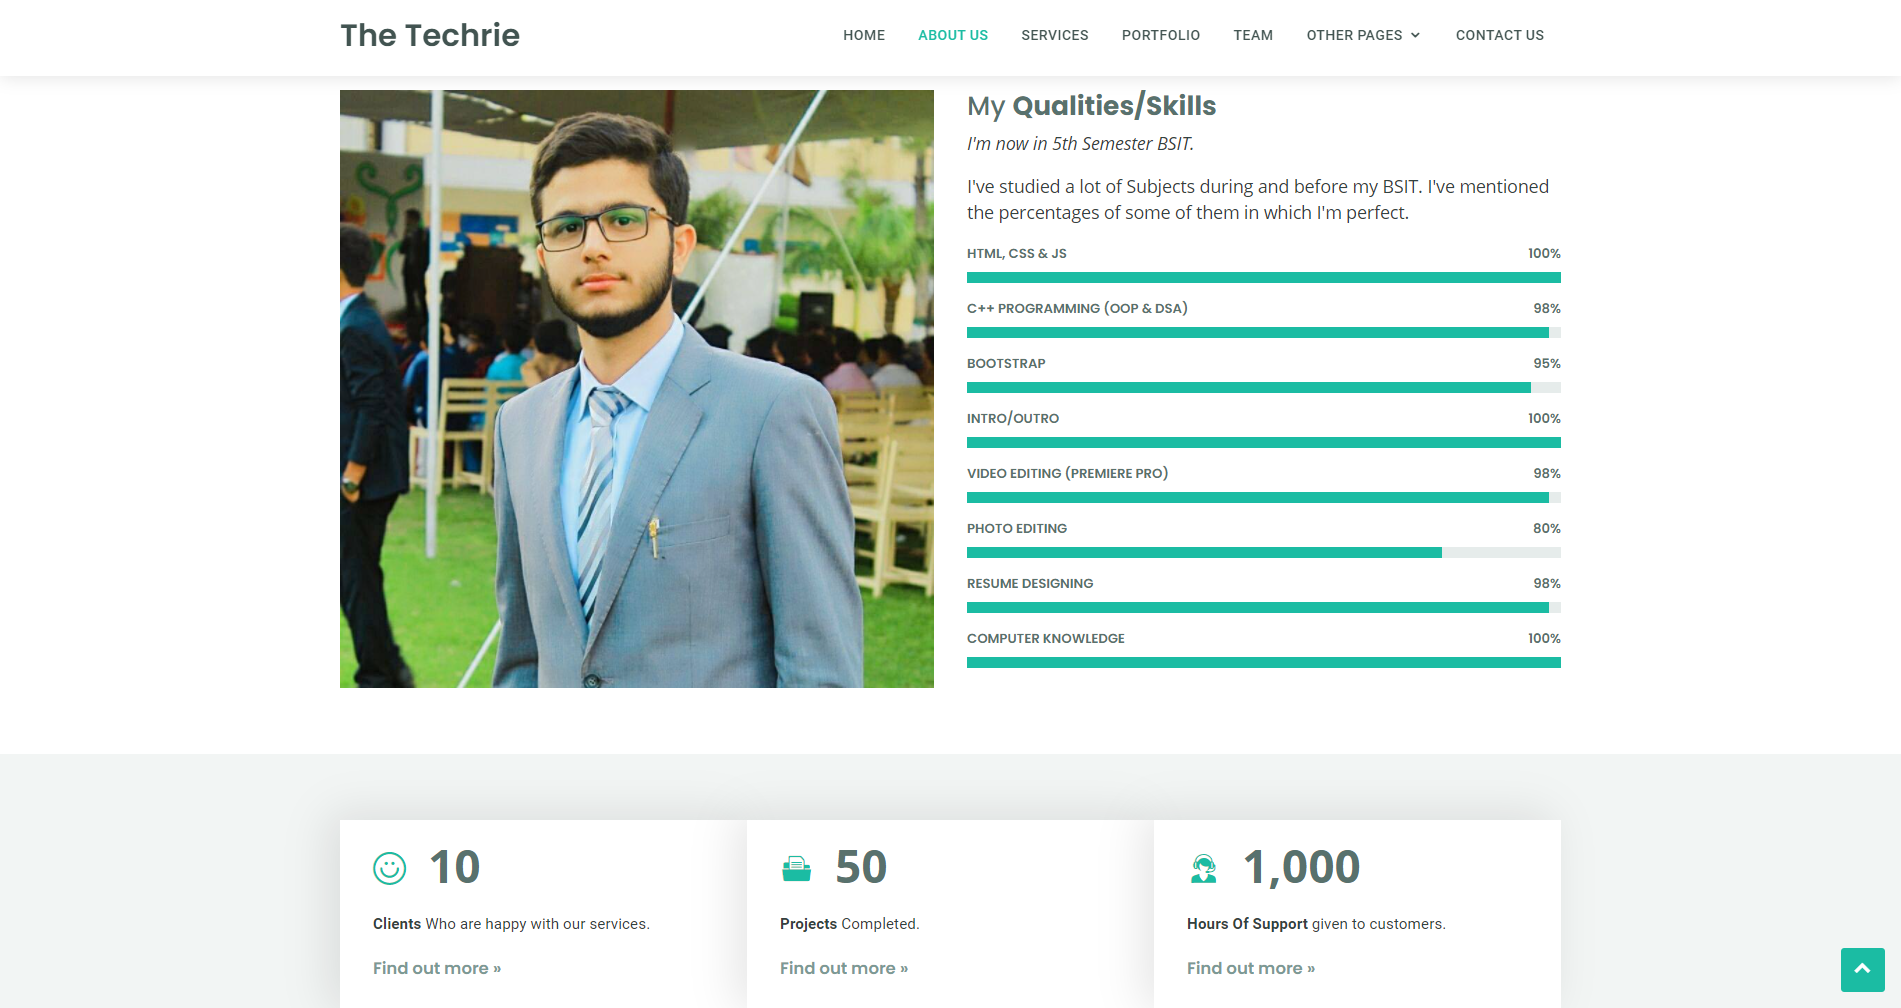 The Techrie
HOME ABOUT US SERVICES PORTFOLIO TEAM OTHER PAGES CONTACT US
My Qualities/Skills
I'm now in 5th Semester BSIT.
I've studied a lot of Subjects during and before my BSIT. I've mentioned
the percentages of some of them in which I'm perfect.
HTML, CSS & JS 100%
C++ PROGRAMMING (OOP & DSA) 98%
BOOTSTRAP 95%
INTRO/OUTRO 100%
VIDEO EDITING (PREMIERE PRO) 98%
PHOTO EDITING 80%
RESUME DESIGNING 98%
COMPUTER KNOWLEDGE 100%
10
Clients Who are happy with our services.
Find out more »
50
Projects Completed.
Find out more »
1,000
Hours Of Support given to customers.
Find out more »